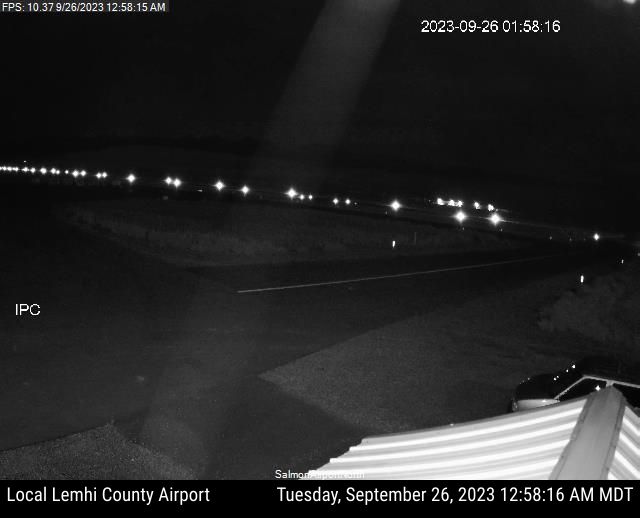 FPS: 10.37 9/26/2023 12:58:15 AM
2023-09-26 01:58:16
IPC
Local Lemhi County Airport
Tuesday, September 26, 2023 12:58:16 AM MDT